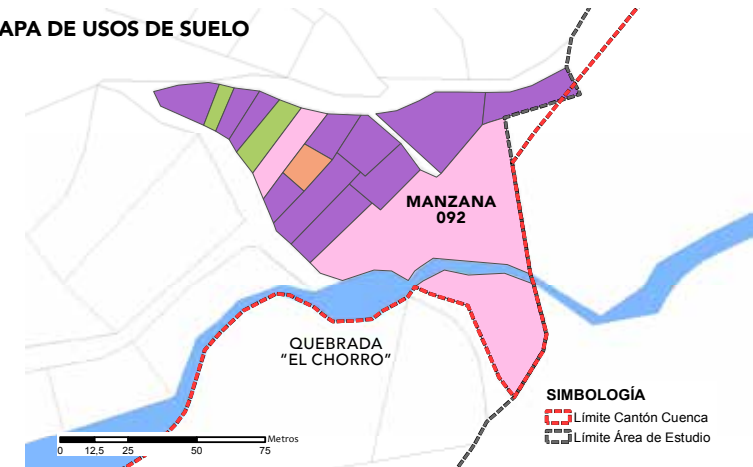 APA DE USOS DE SUELO
MANZANA
092
QUEBRADA
“EL CHORRO”
SIMBOLOGÍA
Límite Cantón Cuenca
Límite Área de Estudio
Metros
0 12,5 25 50 75